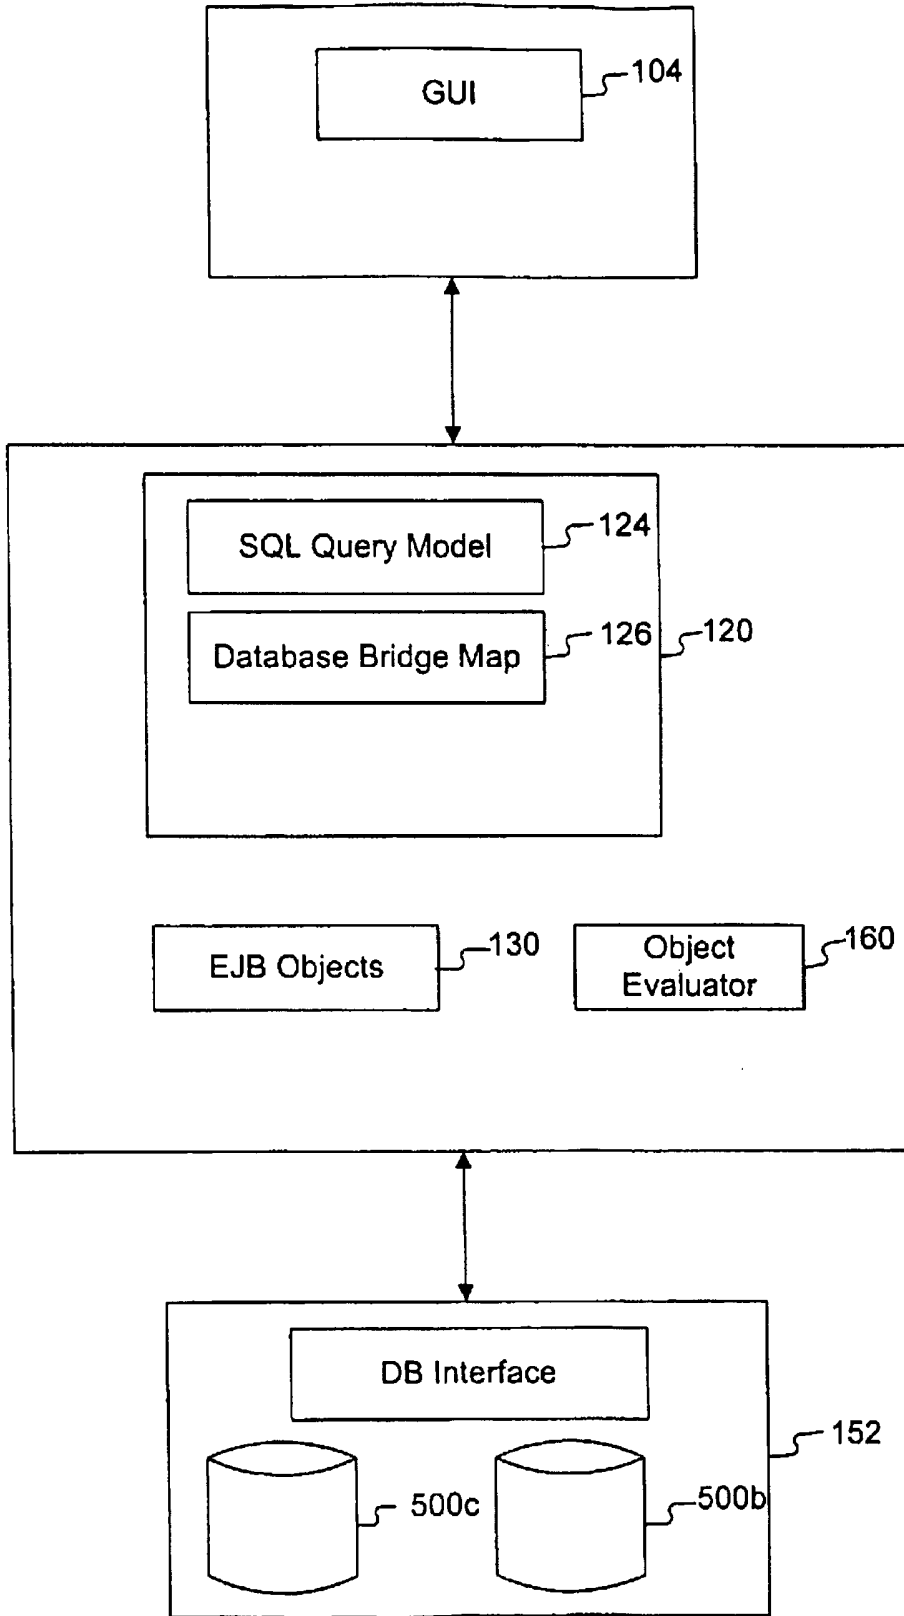 GUI
104
SQL Query Model
124
Database Bridge Map
126
120
EJB Objects
130
Object
Evaluator
160
DB Interface
152
500c
500b